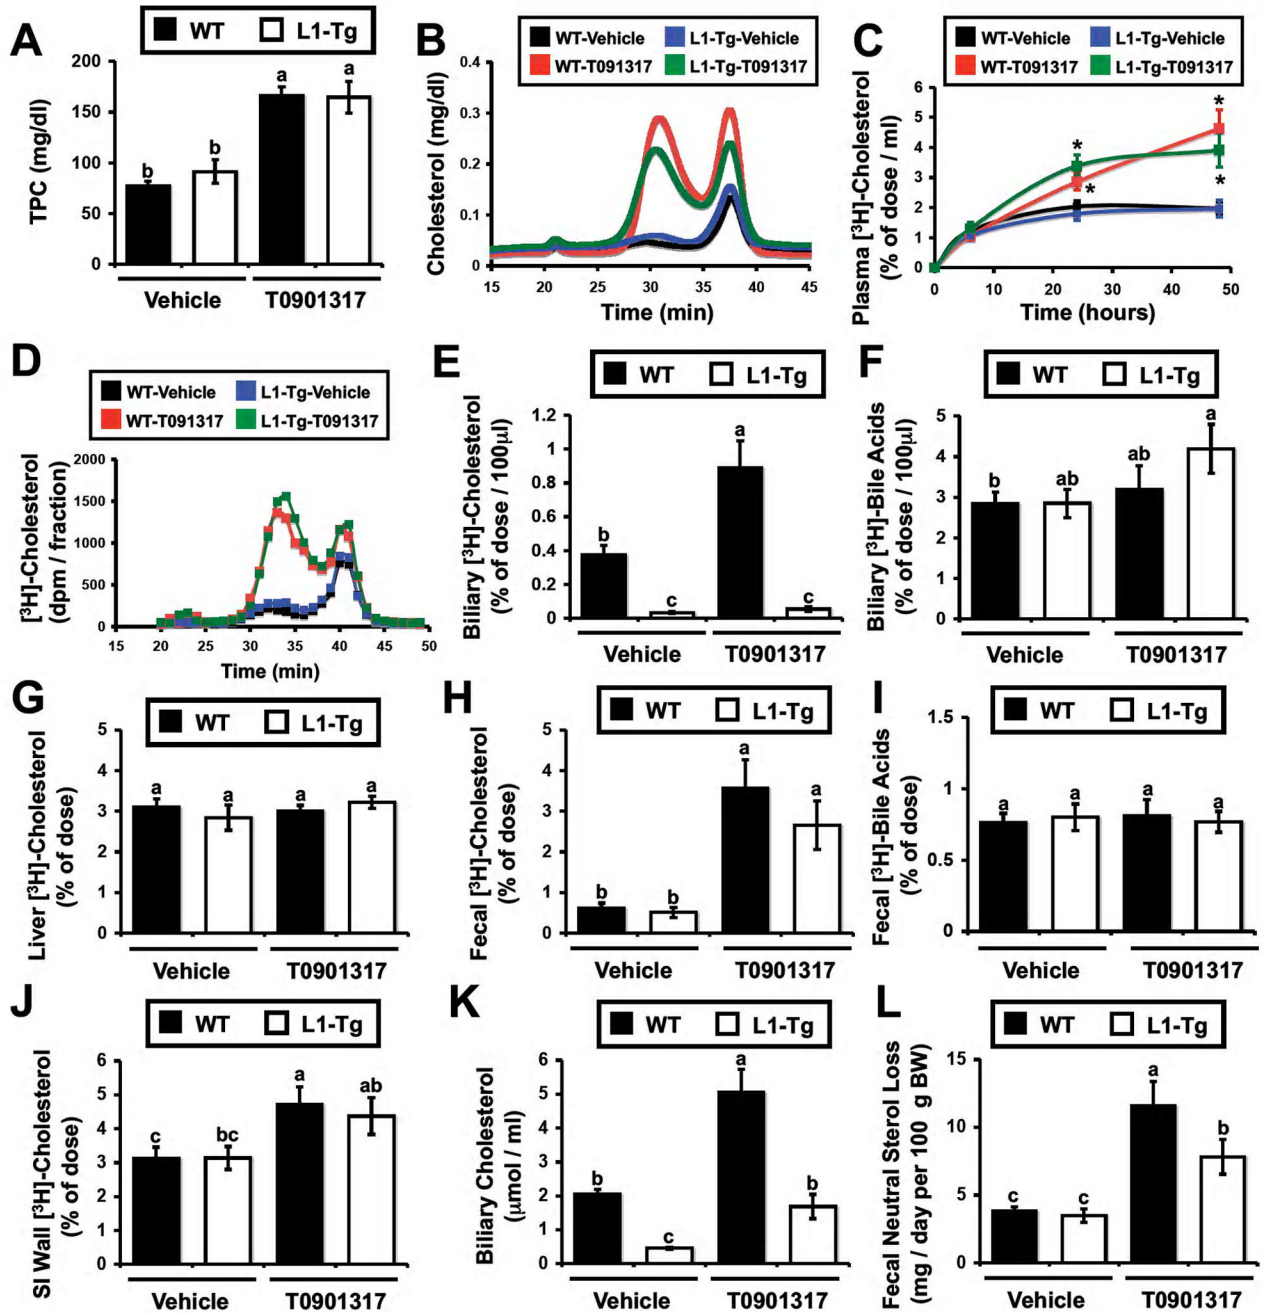 A
WT L1-Tg
TPC (mg/dl)
200
150
100
50
0
b b a a
Vehicle T0901317
B
WT-Vehicle L1-Tg-Vehicle
WT-T091317 L1-Tg-T091317
Cholesterol (mg/dl)
0.4
0.3
0.2
0.1
0
15 20 25 30 35 40 45
Time (min)
C
WT-Vehicle L1-Tg-Vehicle
WT-T091317 L1-Tg-T091317
Plasma [³H]-Cholesterol
(% of dose / ml)
6
5
4
3
2
1
0
* * * *
0 10 20 30 40 50
Time (hours)
D
WT-Vehicle L1-Tg-Vehicle
WT-T091317 L1-Tg-T091317
[³H]-Cholesterol
(dpm / fraction)
2000
1500
1000
500
0
15 20 25 30 35 40 45 50
Time (min)
E
WT L1-Tg
Biliary [³H]-Cholesterol
(% of dose / 100µl)
1.2
1
0.8
0.6
0.4
0.2
0
b c a c
Vehicle T0901317
F
WT L1-Tg
Biliary [³H]-Bile Acids
(% of dose / 100µl)
5
4
3
2
1
0
b ab ab a
Vehicle T0901317
G
WT L1-Tg
Liver [³H]-Cholesterol
(% of dose)
5
4
3
2
1
0
a a a a
Vehicle T0901317
H
WT L1-Tg
Fecal [³H]-Cholesterol
(% of dose)
5
4
3
2
1
0
b b a a
Vehicle T0901317
I
WT L1-Tg
Fecal [³H]-Bile Acids
(% of dose)
1.5
1
0.5
0
a a a a
Vehicle T0901317
J
WT L1-Tg
SI Wall [³H]-Cholesterol
(% of dose)
6
5
4
3
2
1
0
c bc a ab
Vehicle T0901317
K
WT L1-Tg
Biliary Cholesterol
(µmol / ml)
6
5
4
3
2
1
0
b c a b
Vehicle T0901317
L
WT L1-Tg
Fecal Neutral Sterol Loss
(mg / day per 100 g BW)
15
10
5
0
c c a b
Vehicle T0901317